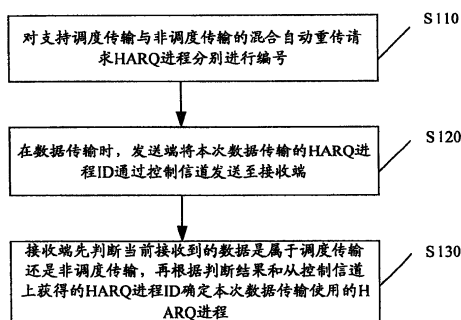 对支持调度传输与非调度传输的混合自动重传请
求HARQ进程分别进行编号
S110
在数据传输时，发送端将本次数据传输的HARQ进
程ID通过控制信道发送至接收端
S120
接收端先判断当前接收到的数据是属于调度传输
还是非调度传输，再根据判断结果和从控制信道
上获得的HARQ进程ID确定本次数据传输使用的H
ARQ进程
S130